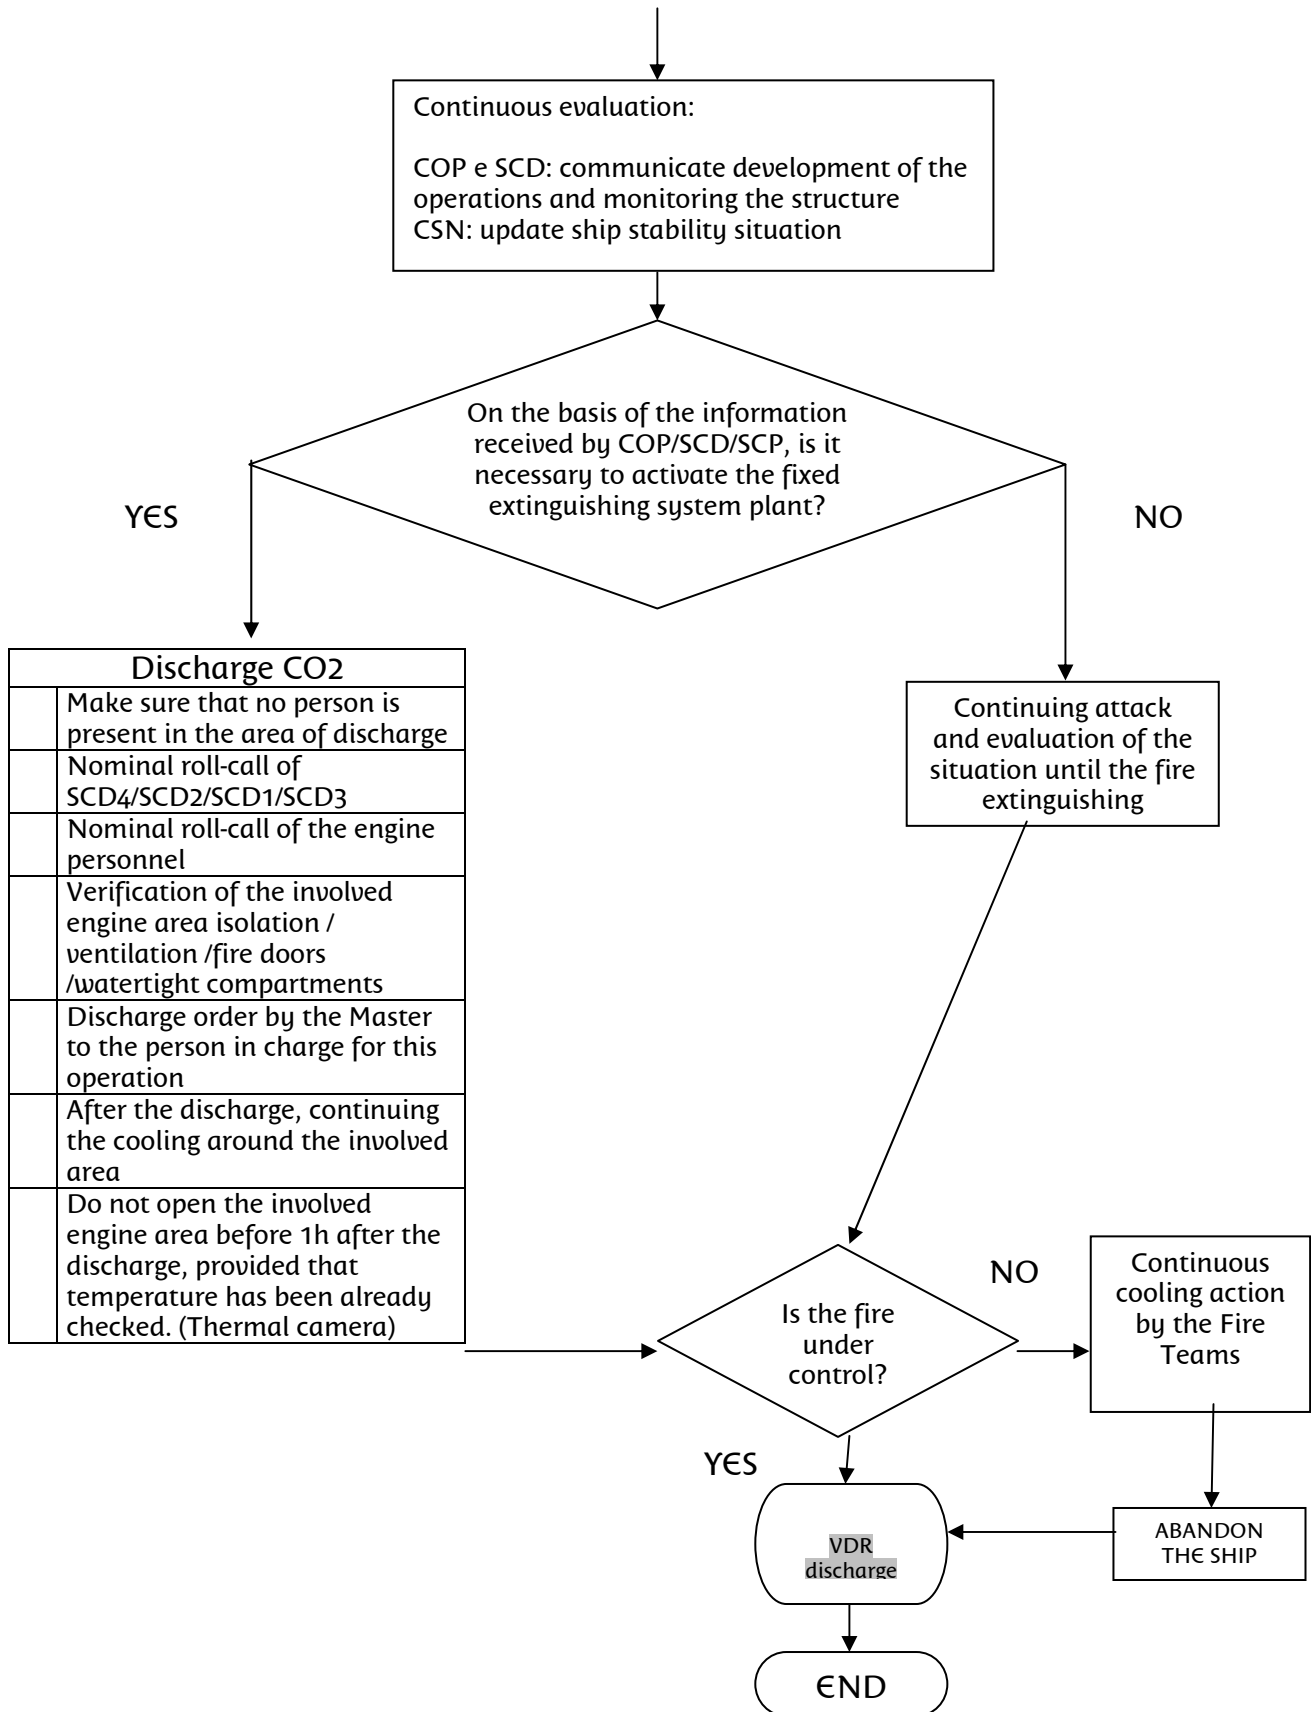 Continuous evaluation:
COP e SCD: communicate development of the
operations and monitoring the structure
CSN: update ship stability situation
On the basis of the information
received by COP/SCD/SCP, is it
necessary to activate the fixed
extinguishing system plant?
YES
NO
Discharge CO2
Make sure that no person is
present in the area of discharge
Nominal roll-call of
SCD4/SCD2/SCD1/SCD3
Nominal roll-call of the engine
personnel
Verification of the involved
engine area isolation /
ventilation /fire doors
/watertight compartments
Discharge order by the Master
to the person in charge for this
operation
After the discharge, continuing
the cooling around the involved
area
Do not open the involved
engine area before 1h after the
discharge, provided that
temperature has been already
checked. (Thermal camera)
Continuing attack
and evaluation of the
situation until the fire
extinguishing
Is the fire
under
control?
NO
Continuous
cooling action
by the Fire
Teams
YES
ABANDON
THE SHIP
VDR
discharge
END